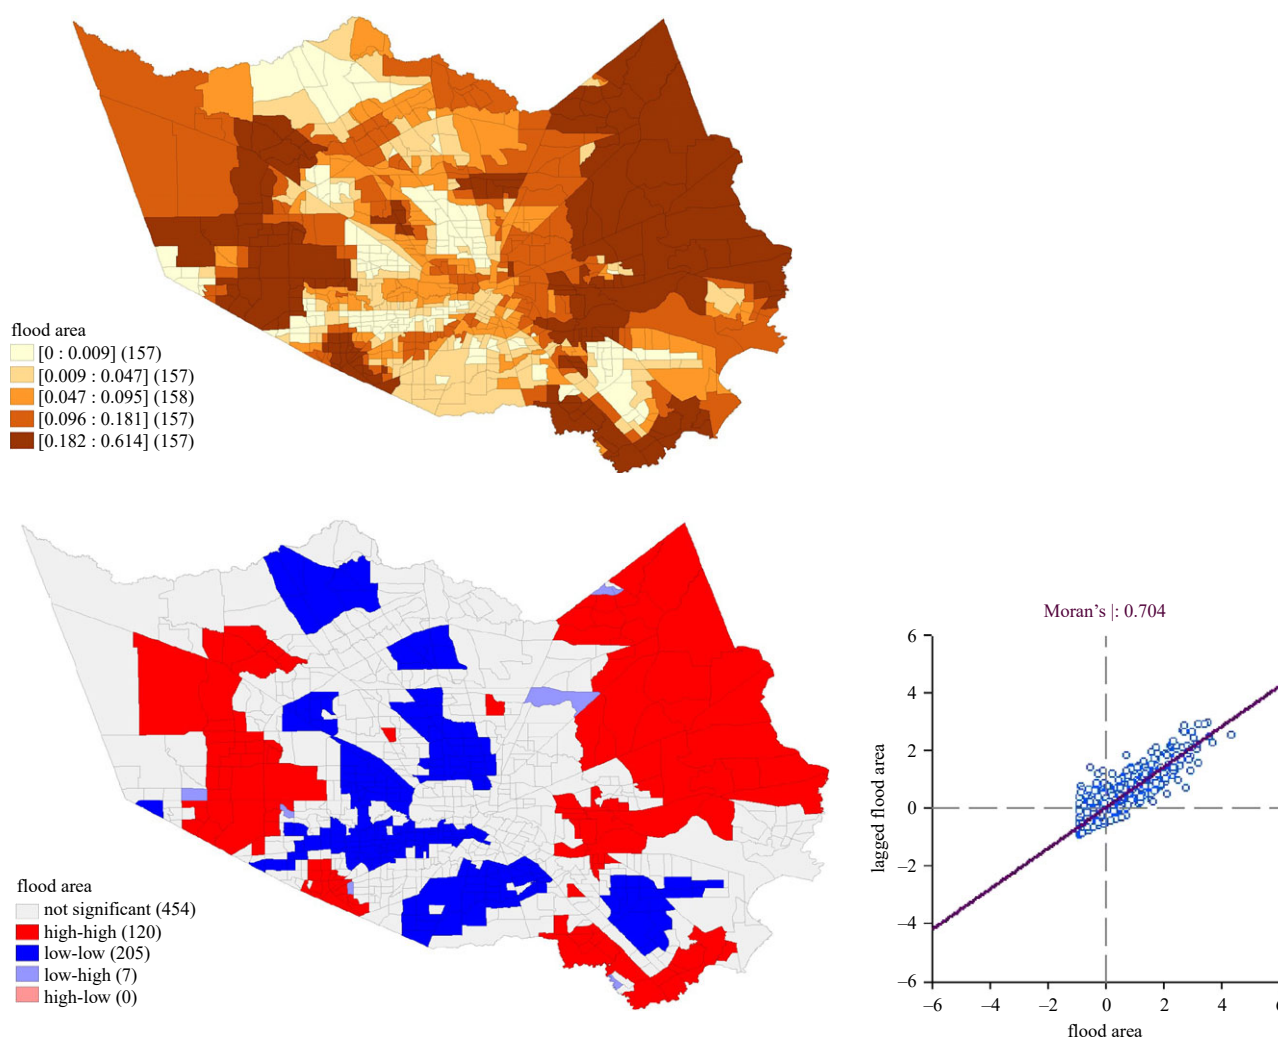 flood area
[0 : 0.009] (157)
[0.009 : 0.047] (157)
[0.047 : 0.095] (158)
[0.096 : 0.181] (157)
[0.182 : 0.614] (157)
flood area
not significant (454)
high-high (120)
low-low (205)
low-high (7)
high-low (0)
Moran’s |: 0.704
6
4
2
0
–2
–4
–6
lagged flood area
–6 –4 –2 0 2 4
flood area